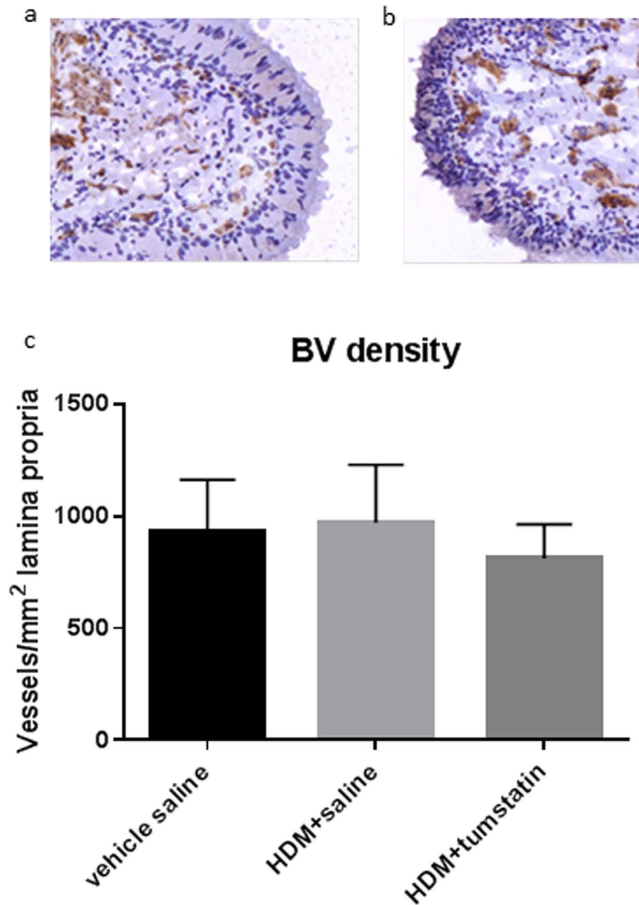 a
b
c
BV density
Vessels/mm² lamina propria
1500
1000
500
0
vehicle saline
HDM+saline
HDM+tumstatin